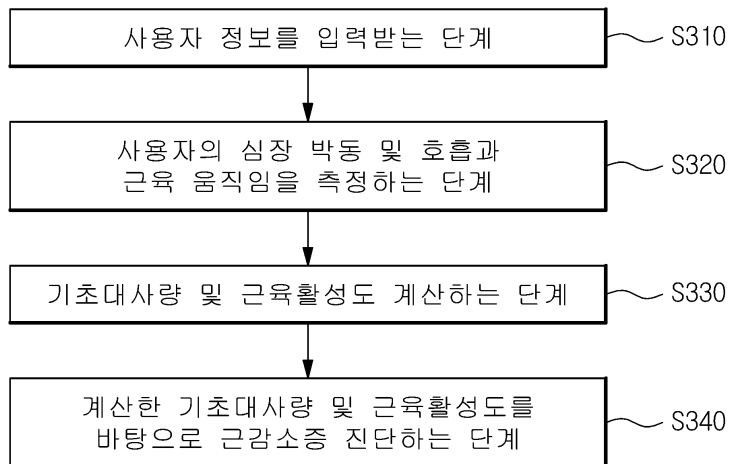 사용자 정보를 입력받는 단계
S310
사용자의 심장 박동 및 호흡과
근육 움직임을 측정하는 단계
S320
기초대사량 및 근육활성도 계산하는 단계
S330
계산한 기초대사량 및 근육활성도를
바탕으로 근감소증 진단하는 단계
S340